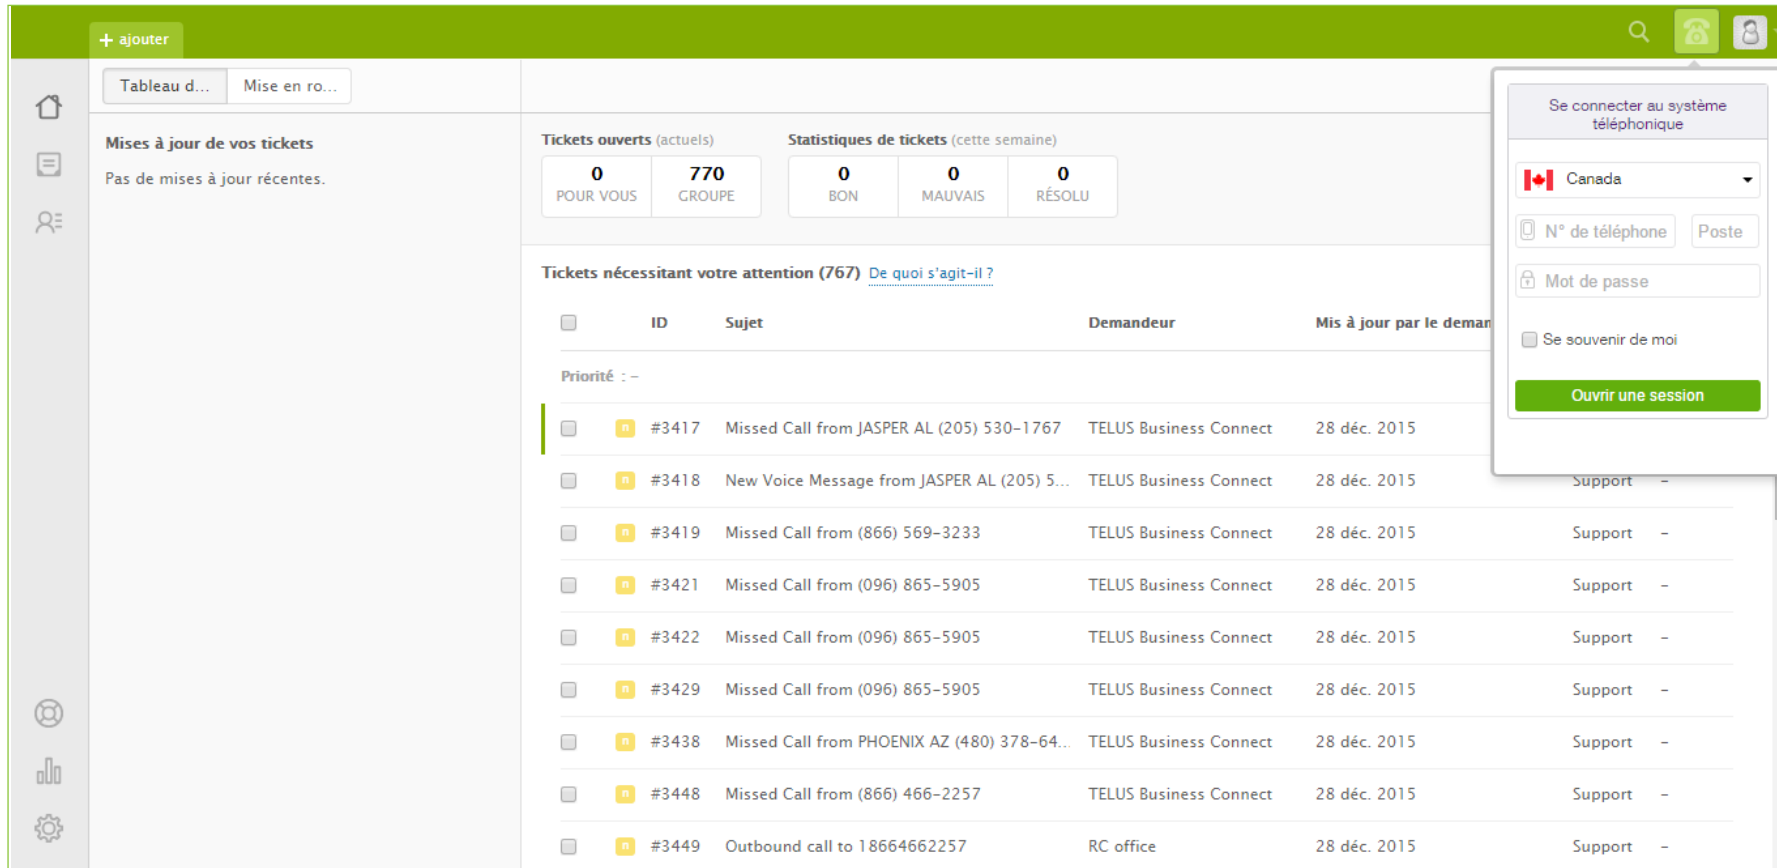 + ajouter
Tableau d...
Mise en ro...
Mises à jour de vos tickets
Pas de mises à jour récentes.
Tickets ouverts (actuels)
0
POUR VOUS
770
GROUPE
Statistiques de tickets (cette semaine)
0
BON
0
MAUVAIS
0
RÉSOLU
Tickets nécessitant votre attention (767) De quoi s'agit-il ?
ID Sujet Demandeur Mis à jour par le deman
Priorité : –
n #3417 Missed Call from JASPER AL (205) 530-1767 TELUS Business Connect 28 déc. 2015
n #3418 New Voice Message from JASPER AL (205) 5... TELUS Business Connect 28 déc. 2015 Support –
n #3419 Missed Call from (866) 569-3233 TELUS Business Connect 28 déc. 2015 Support –
n #3421 Missed Call from (096) 865-5905 TELUS Business Connect 28 déc. 2015 Support –
n #3422 Missed Call from (096) 865-5905 TELUS Business Connect 28 déc. 2015 Support –
n #3429 Missed Call from (096) 865-5905 TELUS Business Connect 28 déc. 2015 Support –
n #3438 Missed Call from PHOENIX AZ (480) 378-64... TELUS Business Connect 28 déc. 2015 Support –
n #3448 Missed Call from (866) 466-2257 TELUS Business Connect 28 déc. 2015 Support –
n #3449 Outbound call to 18664662257 RC office 28 déc. 2015 Support –
Se connecter au système
téléphonique
Canada
N° de téléphone Poste
Mot de passe
Se souvenir de moi
Ouvrir une session